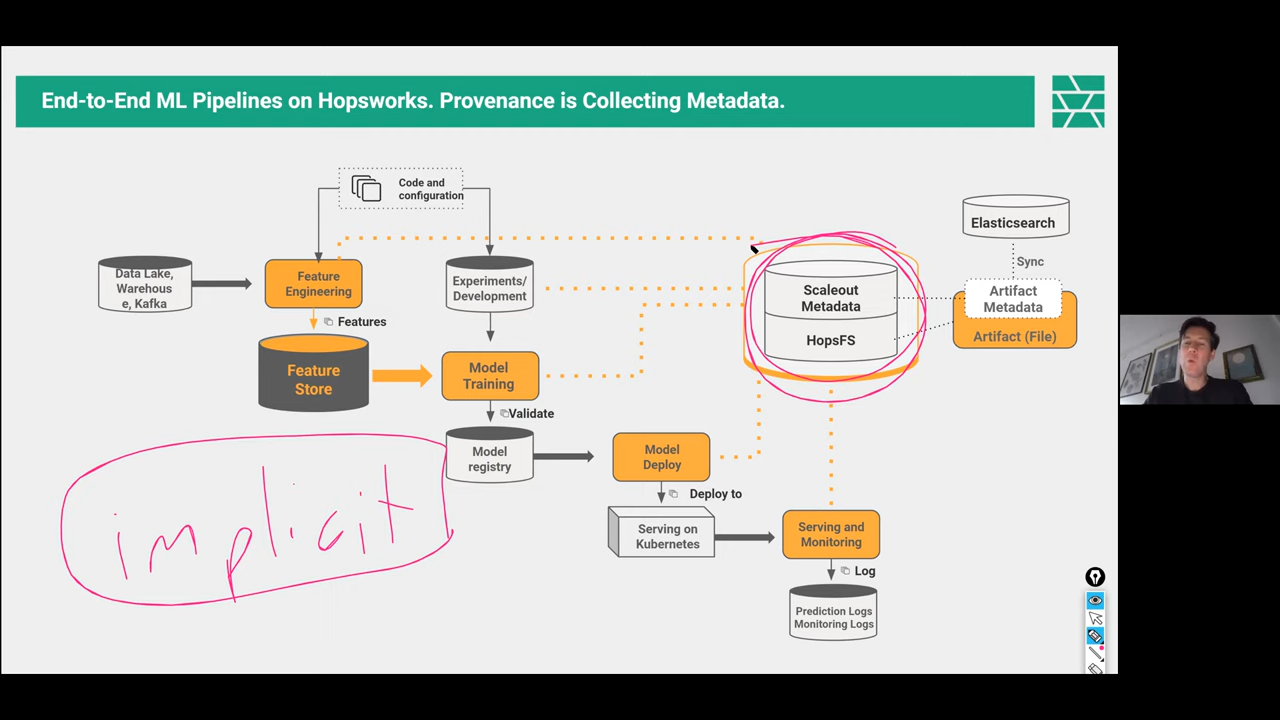 End-to-End ML Pipelines on Hopsworks. Provenance is Collecting Metadata.
Code and
configuration
Data Lake,
Warehous
e, Kafka
Feature
Engineering
Experiments/
Development
Features
Feature
Store
Model
Training
Validate
Model
registry
Model
Deploy
Deploy to
Serving on
Kubernetes
Serving and
Monitoring
Log
Prediction Logs
Monitoring Logs
Scaleout
Metadata
HopsFS
Elasticsearch
Sync
Artifact
Metadata
Artifact (File)
implicit